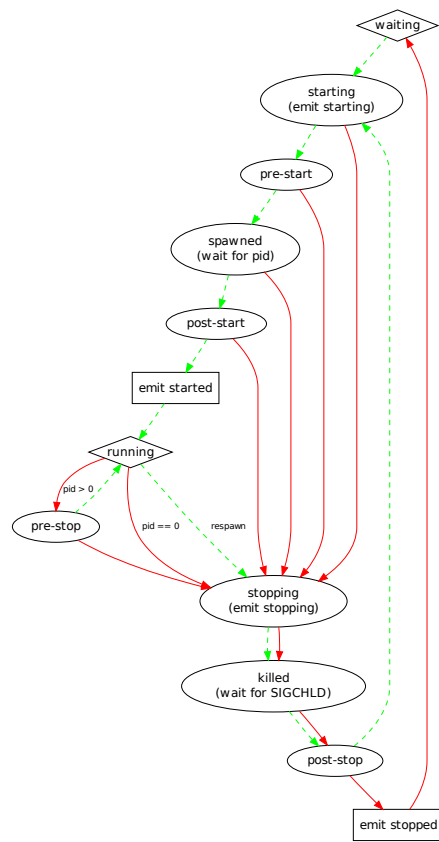 waiting
starting
(emit starting)
pre-start
spawned
(wait for pid)
post-start
emit started
running
pid > 0
pre-stop
pid == 0
respawn
stopping
(emit stopping)
killed
(wait for SIGCHLD)
post-stop
emit stopped